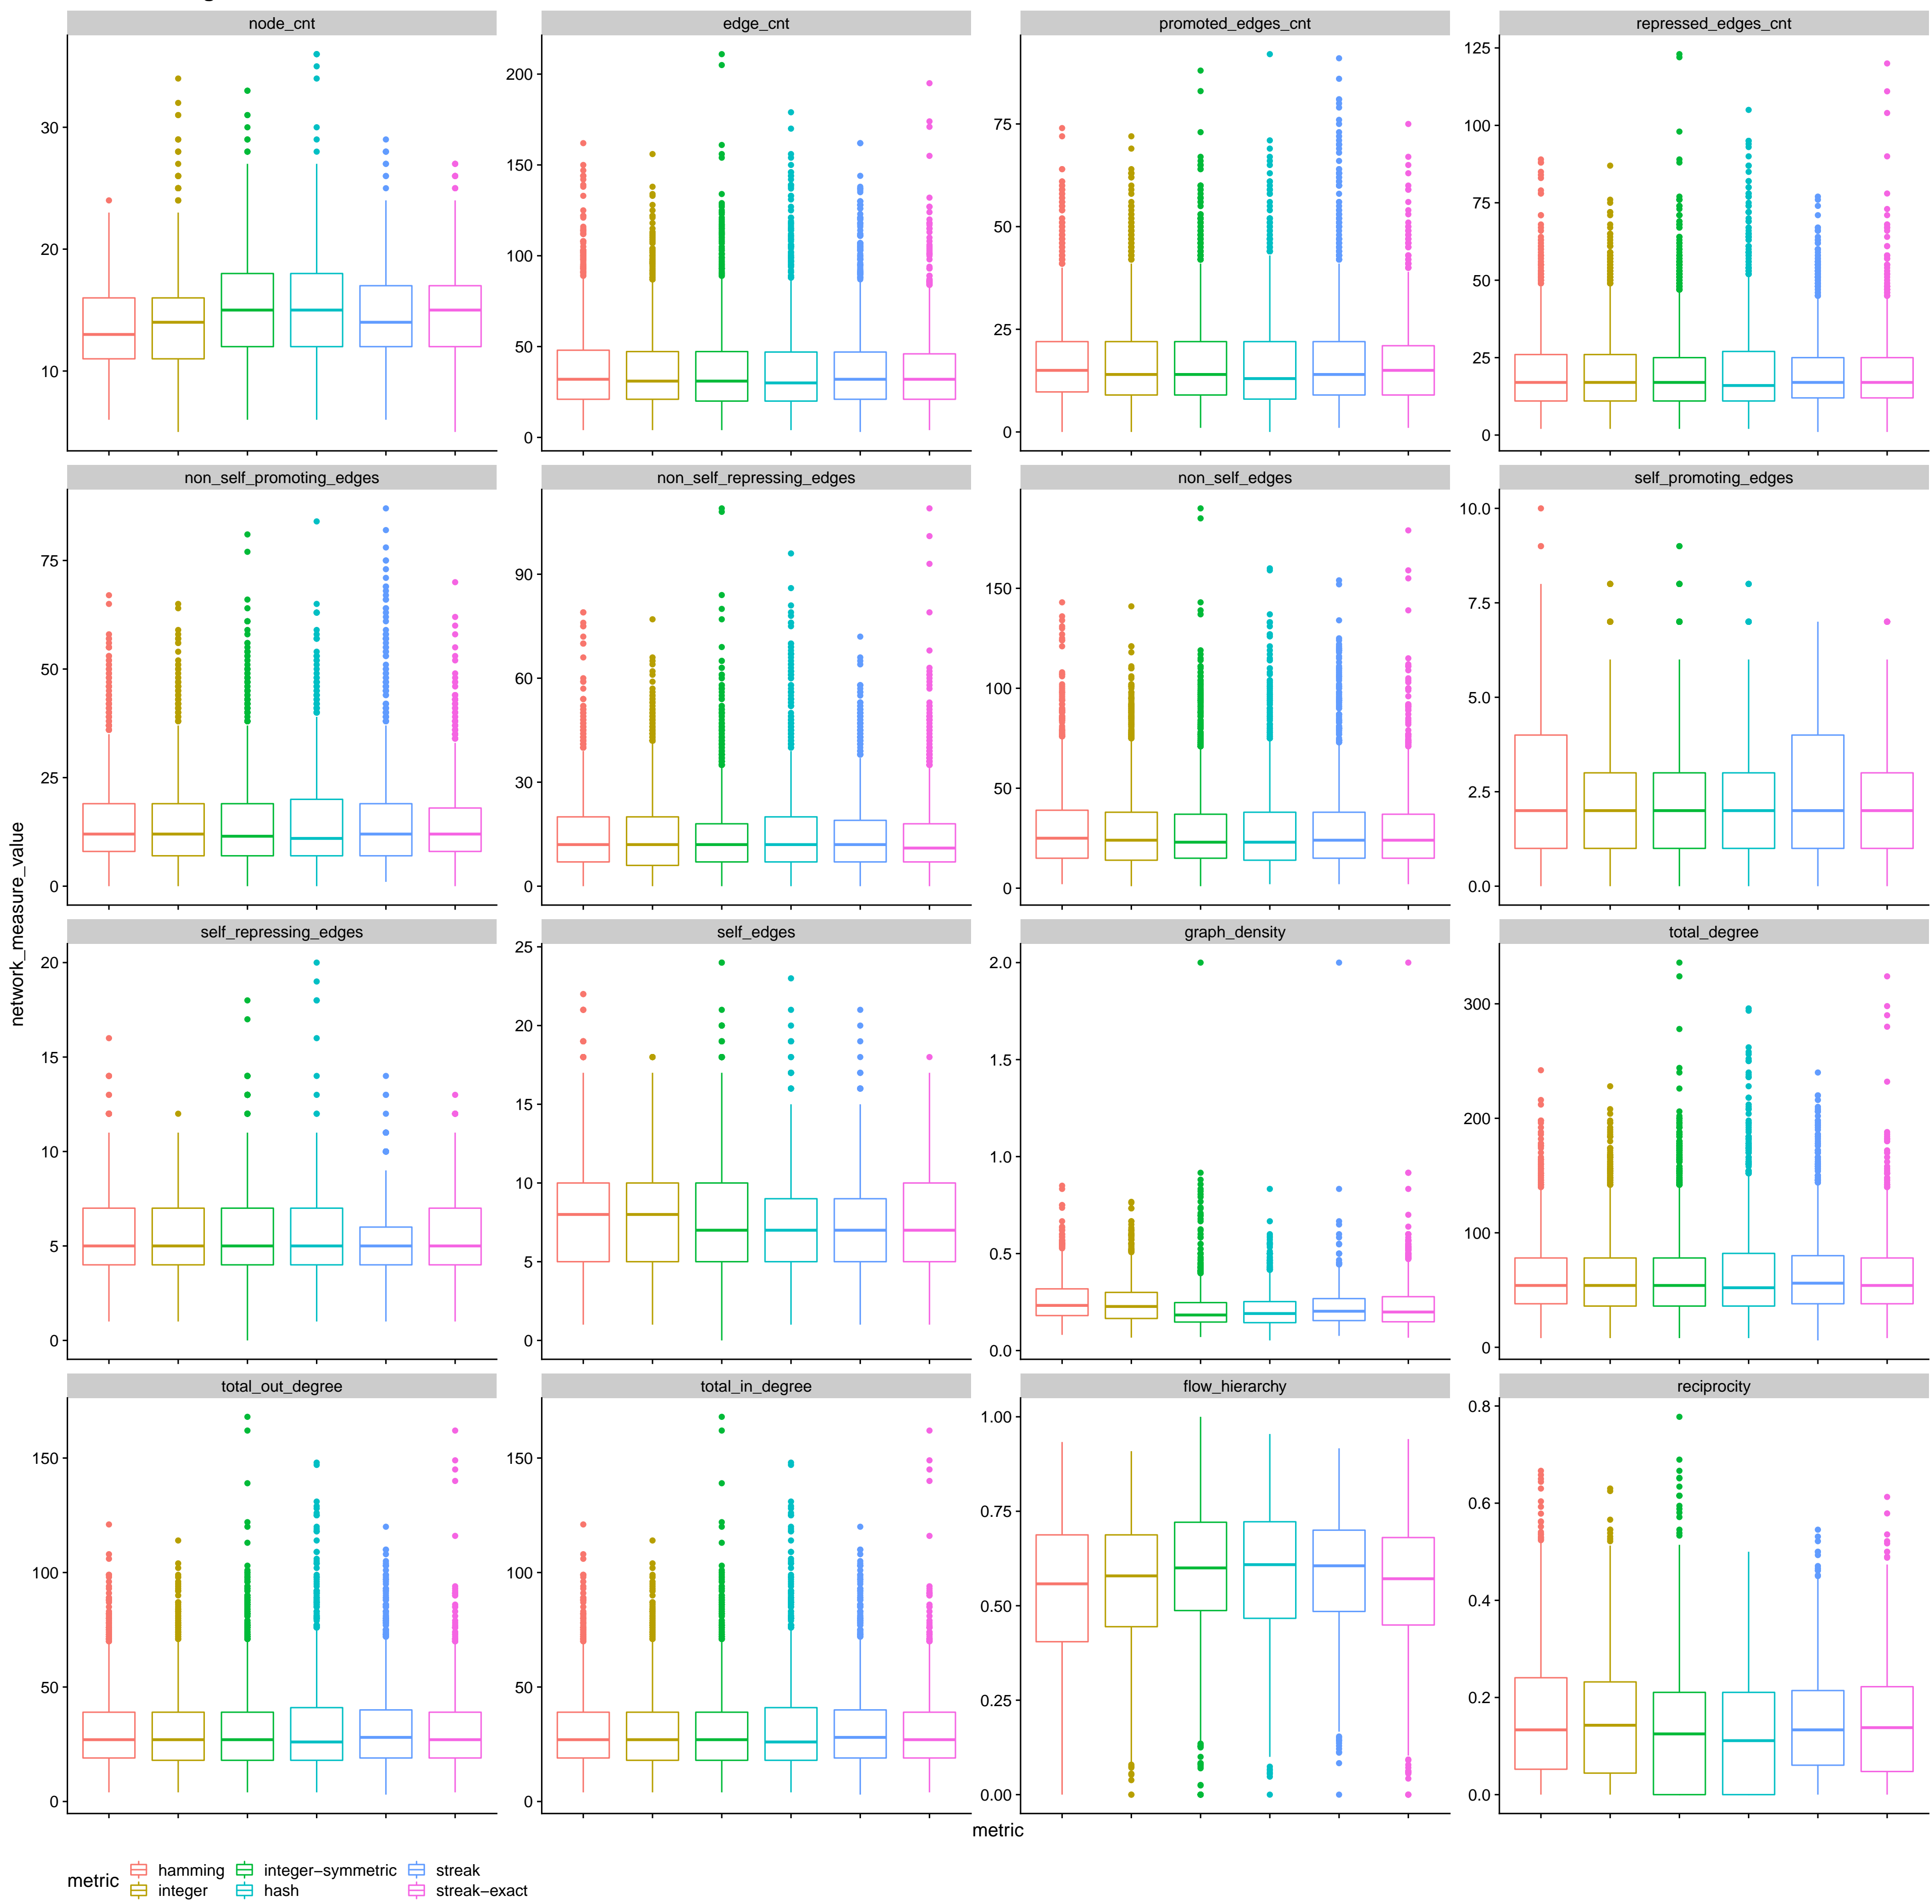 node_cnt edge_cnt promoted_edges_cnt repressed_edges_cnt
30 20 10
200 150 100 50 0
75 50 25 0
125 100 75 50 25 0
non_self_promoting_edges non_self_repressing_edges non_self_edges self_promoting_edges
75 50 25 0
90 60 30 0
150 100 50 0
10.0 7.5 5.0 2.5 0.0
network_measure_value
self_repressing_edges self_edges graph_density total_degree
20 15 10 5 0
25 20 15 10 5 0
2.0 1.5 1.0 0.5 0.0
300 200 100 0
total_out_degree total_in_degree flow_hierarchy reciprocity
150 100 50 0
150 100 50 0
1.00 0.75 0.50 0.25 0.00
0.8 0.6 0.4 0.2 0.0
metric
metric hamming integer−symmetric streak
integer hash streak−exact